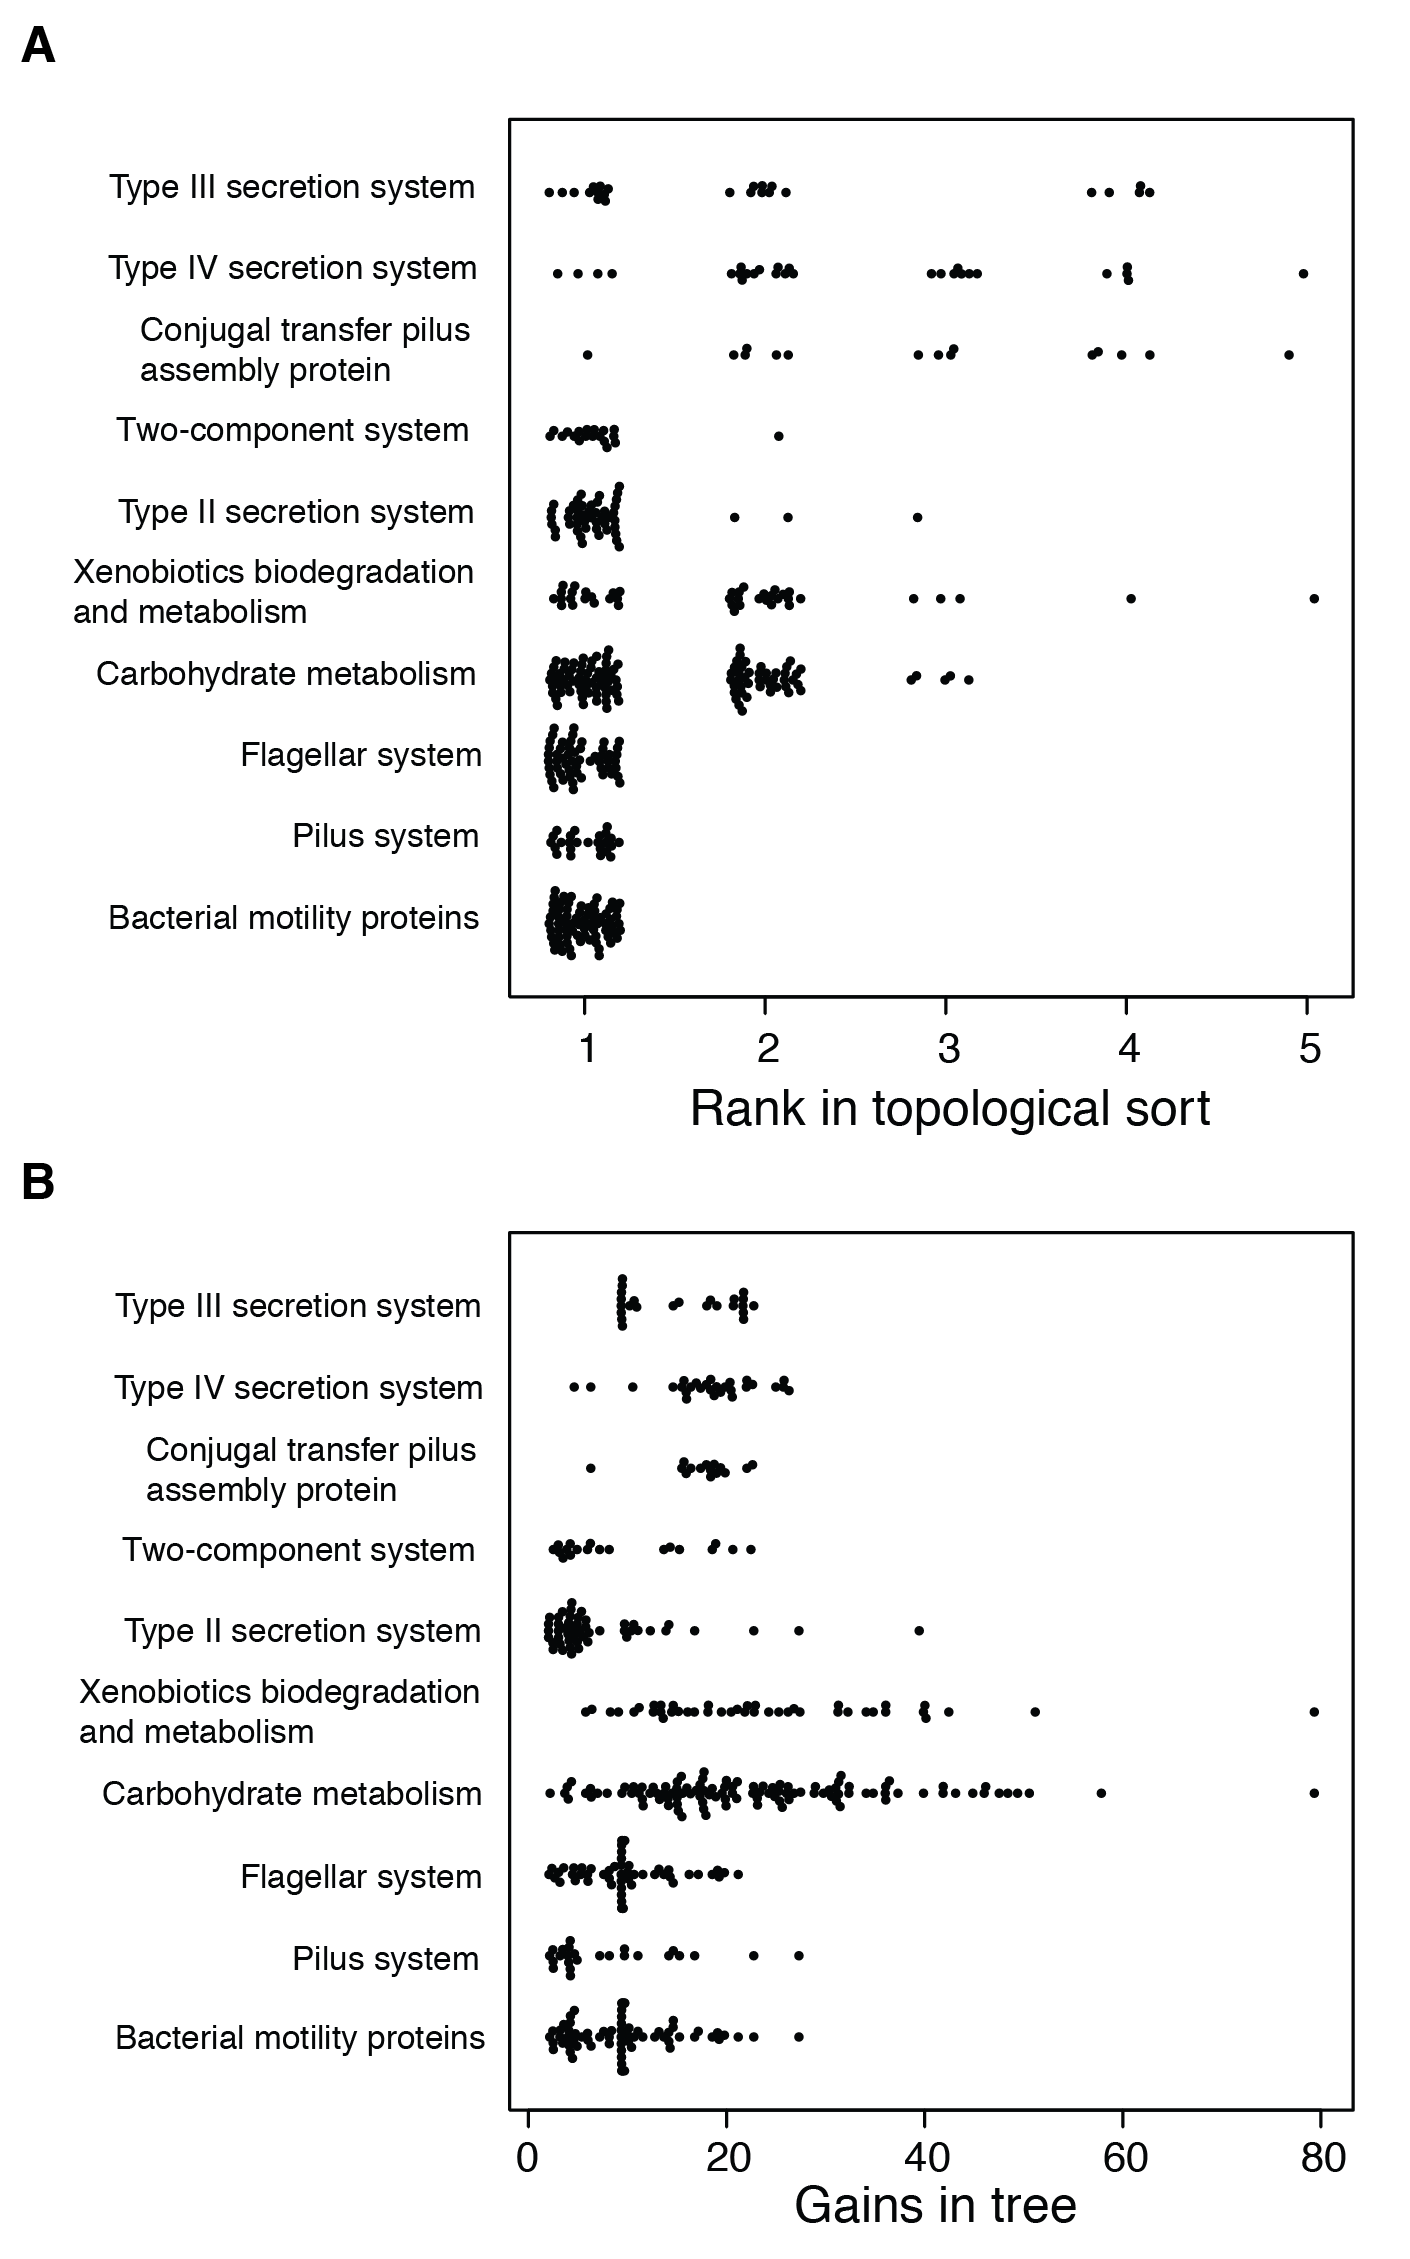 A
Type III secretion system
Type IV secretion system
Conjugal transfer pilus
assembly protein
Two-component system
Type II secretion system
Xenobiotics biodegradation
and metabolism
Carbohydrate metabolism
Flagellar system
Pilus system
Bacterial motility proteins
1 2 3 4 5
Rank in topological sort
B
Type III secretion system
Type IV secretion system
Conjugal transfer pilus
assembly protein
Two-component system
Type II secretion system
Xenobiotics biodegradation
and metabolism
Carbohydrate metabolism
Flagellar system
Pilus system
Bacterial motility proteins
0 20 40 60 80
Gains in tree